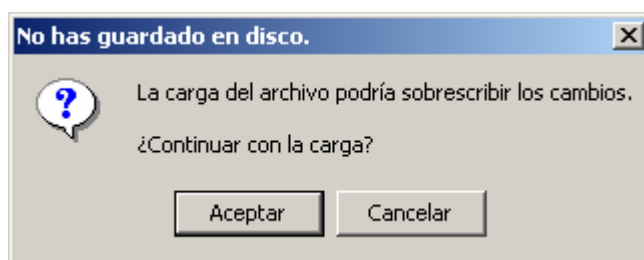 No has guardado en disco.
La carga del archivo podría sobrescribir los cambios.
¿Continuar con la carga?
Aceptar
Cancelar